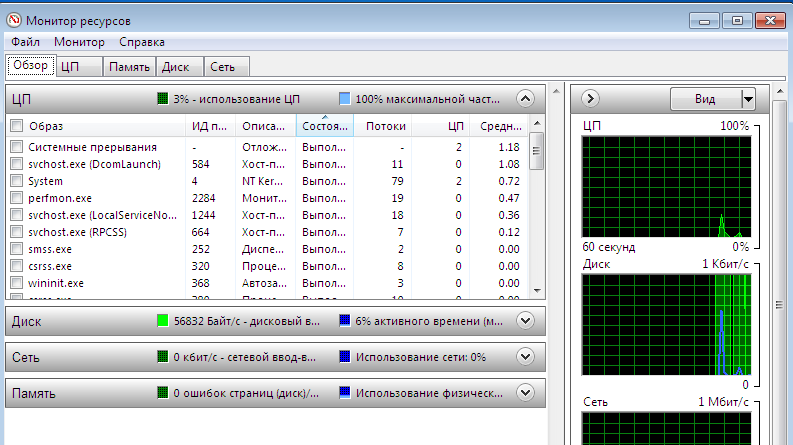 Монитор ресурсов
Файл Монитор Справка
Обзор ЦП Память Диск Сеть
ЦП 3% - использование ЦП 100% максимальной част...
Образ ИД п... Описа... Состоя... Потоки ЦП Средн...
Системные прерывания - Отлож... Выпол... - 2 1.18
svchost.exe (DcomLaunch) 584 Хост-п... Выпол... 11 0 1.08
System 4 NT Ker... Выпол... 79 2 0.72
perfmon.exe 2284 Монит... Выпол... 19 0 0.47
svchost.exe (LocalServiceNo... 1244 Хост-п... Выпол... 18 0 0.36
svchost.exe (RPCSS) 664 Хост-п... Выпол... 7 0 0.12
smss.exe 252 Диспе... Выпол... 2 0 0.00
csrss.exe 320 Проце... Выпол... 8 0 0.00
wininit.exe 368 Автоза... Выпол... 3 0 0.00
Диск 56832 Байт/с - дисковый в... 6% активного времени (м...
Сеть 0 кбит/с - сетевой ввод-в... Использование сети: 0%
Память 0 ошибок страниц (диск)/... Использование физическ...
Вид
ЦП 100%
60 секунд 0%
Диск 1 Кбит/с
0
Сеть 1 Мбит/с